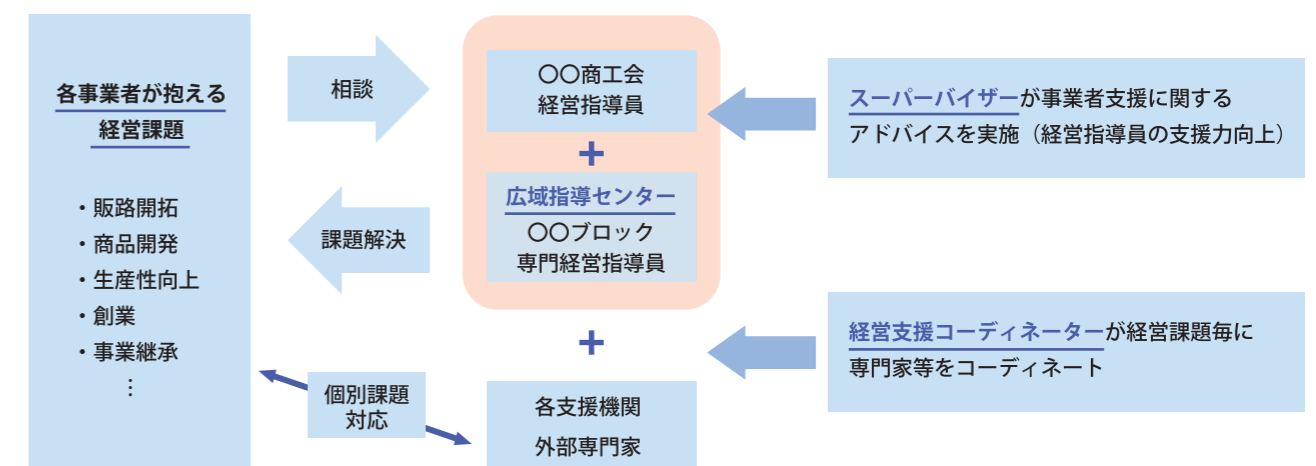 各事業者が抱える
経営課題
・販路開拓
・商品開発
・生産性向上
・創業
・事業継承
⋮
相談
課題解決
個別課題
対応
〇〇商工会
経営指導員
+
広域指導センター
〇〇ブロック
専門経営指導員
+
各支援機関
外部専門家
スーパーバイザーが事業者支援に関する
アドバイスを実施（経営指導員の支援力向上）
経営支援コーディネーターが経営課題毎に
専門家等をコーディネート